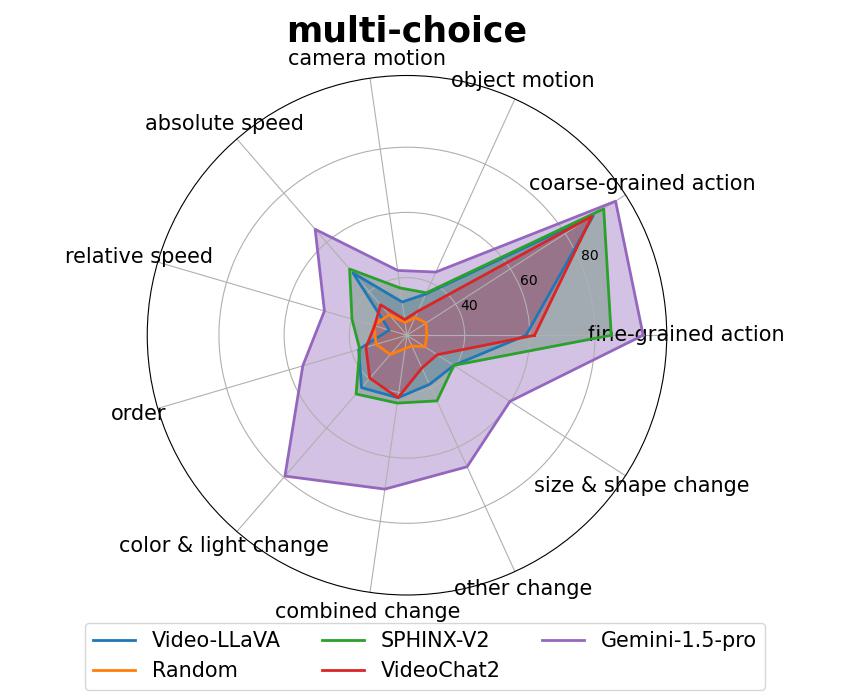 multi-choice
camera motion
object motion
absolute speed
coarse-grained action
relative speed
80
60
40
fine-grained action
order
size & shape change
color & light change
other change
combined change
Video-LLaVA
SPHINX-V2
Gemini-1.5-pro
Random
VideoChat2